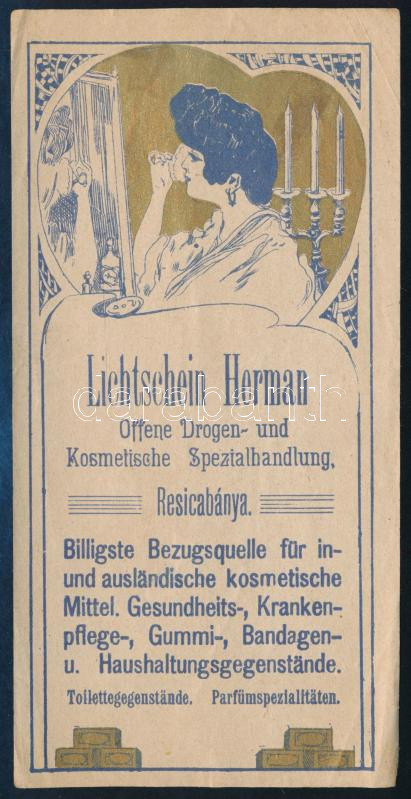 Lichtschein Herman
Offene Drogen- und
Kosmetische Spezialhandlung,
Resicabánya.
Billigste Bezugsquelle für in-
und ausländische kosmetische
Mittel. Gesundheits-, Kranken-
pflege-, Gummi-, Bandagen-
u. Haushaltungsgegenstände.
Toilettegegenstände. Parfümspezialitäten.
darabanth